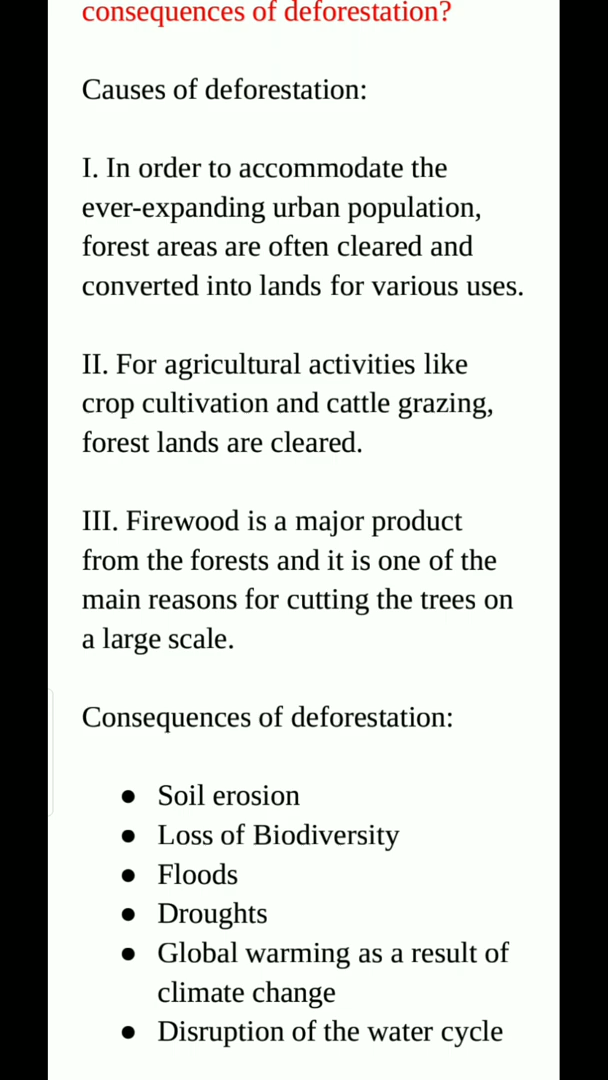 consequences of deforestation?
Causes of deforestation:
I. In order to accommodate the
ever-expanding urban population,
forest areas are often cleared and
converted into lands for various uses.
II. For agricultural activities like
crop cultivation and cattle grazing,
forest lands are cleared.
III. Firewood is a major product
from the forests and it is one of the
main reasons for cutting the trees on
a large scale.
Consequences of deforestation:
● Soil erosion
● Loss of Biodiversity
● Floods
● Droughts
● Global warming as a result of
climate change
● Disruption of the water cycle